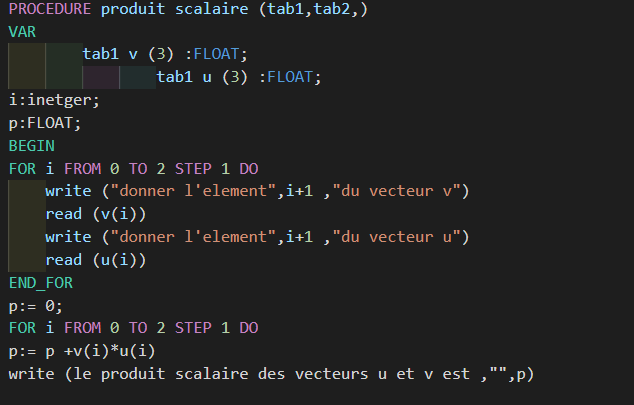 PROCEDURE produit scalaire (tab1,tab2,)
VAR
tab1 v (3) :FLOAT;
tab1 u (3) :FLOAT;
i:inetger;
p:FLOAT;
BEGIN
FOR i FROM 0 TO 2 STEP 1 DO
write ("donner l'element",i+1 ,"du vecteur v")
read (v(i))
write ("donner l'element",i+1 ,"du vecteur u")
read (u(i))
END_FOR
p:= 0;
FOR i FROM 0 TO 2 STEP 1 DO
p:= p +v(i)*u(i)
write (le produit scalaire des vecteurs u et v est ,"",p)